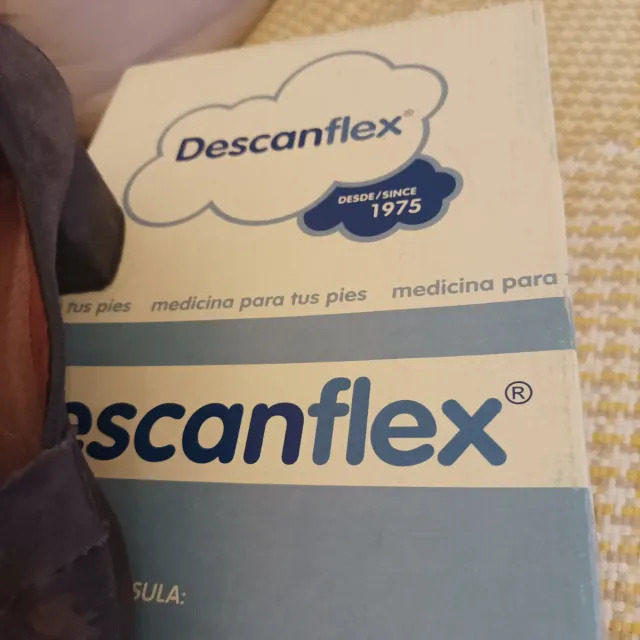 Descanflex®
DESDE/SINCE
1975
tus pies medicina para tus pies medicina para
escanflex®
SULA: